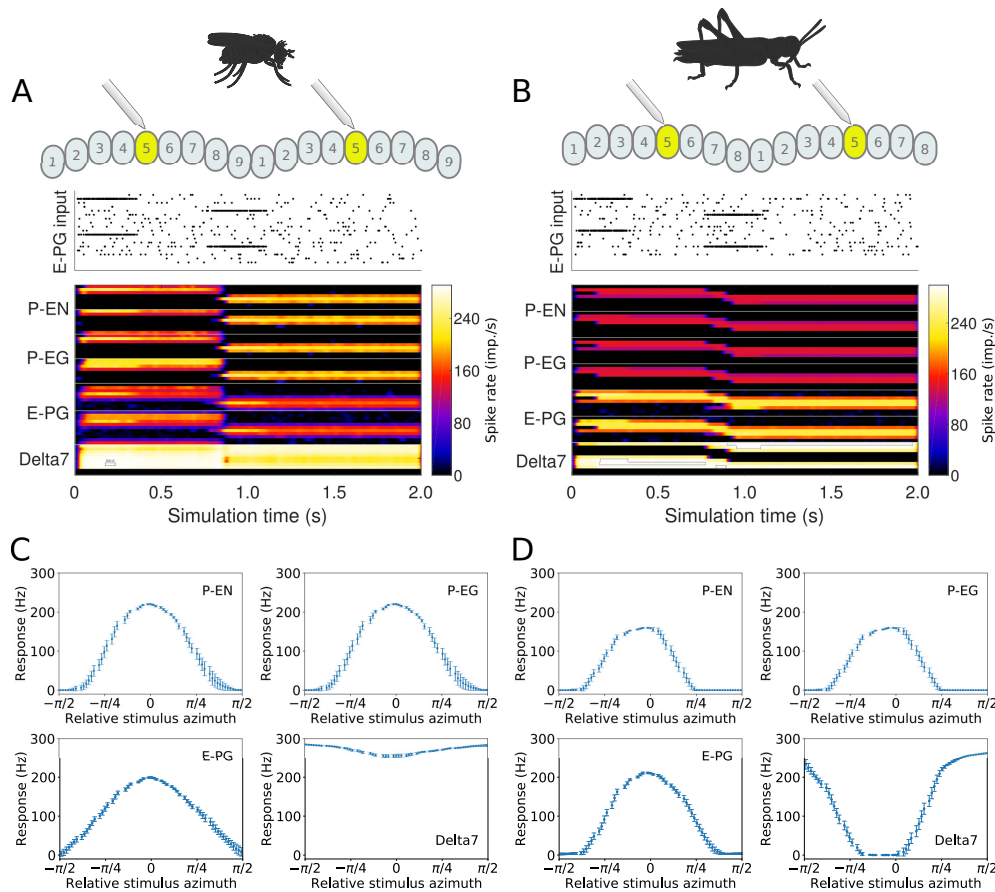 A
B
1 2 3 4 5 6 7 8 9 1 2 3 4 5 6 7 8 9
1 2 3 4 5 6 7 8 1 2 3 4 5 6 7 8
E-PG input
P-EN
P-EG
E-PG
Delta7
0 0.5 1.0 1.5 2.0
Simulation time (s)
240
160
80
0
Spike rate (imp./s)
E-PG input
P-EN
P-EG
E-PG
Delta7
0 0.5 1.0 1.5 2.0
Simulation time (s)
240
160
80
0
Spike rate (imp./s)
C
300
200
100
0
Response (Hz)
P-EN
−π/2 −π/4 0 π/4 π/2
Relative stimulus azimuth
300
200
100
0
Response (Hz)
P-EG
−π/2 −π/4 0 π/4 π/2
Relative stimulus azimuth
300
200
100
0
Response (Hz)
E-PG
−π/2 −π/4 0 π/4 π/2
Relative stimulus azimuth
300
200
100
0
Response (Hz)
Delta7
−π/2 −π/4 0 π/4 π/2
Relative stimulus azimuth
D
300
200
100
0
Response (Hz)
P-EN
−π/2 −π/4 0 π/4 π/2
Relative stimulus azimuth
300
200
100
0
Response (Hz)
P-EG
−π/2 −π/4 0 π/4 π/2
Relative stimulus azimuth
300
200
100
0
Response (Hz)
E-PG
−π/2 −π/4 0 π/4 π/2
Relative stimulus azimuth
300
200
100
0
Response (Hz)
Delta7
−π/2 −π/4 0 π/4 π/2
Relative stimulus azimuth